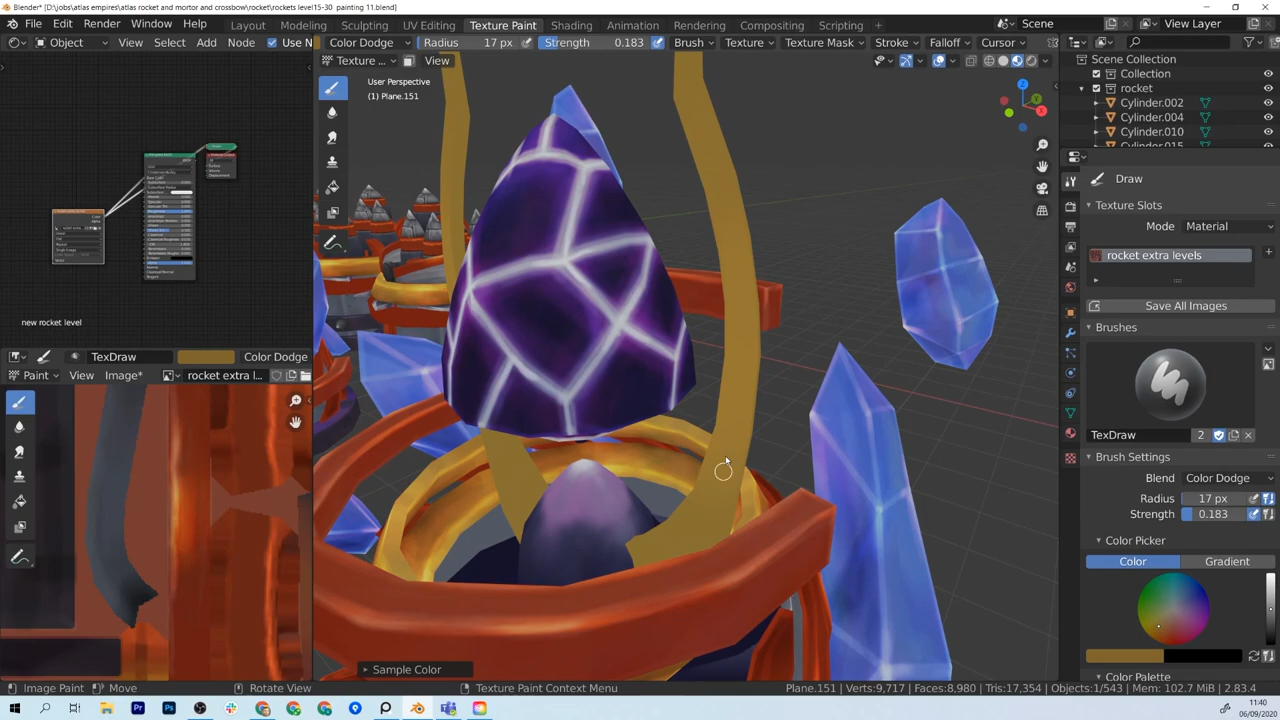 Blender* [D:\jobs\atlas empires\atlas rocket and mortor and crossbow\rocket\rockets level15-30 painting 11.blend]
File Edit Render Window Help
Layout Modeling Sculpting UV Editing Texture Paint Shading Animation Rendering Compositing Scripting +
Scene View Layer
Object View Select Add Node Use N
Color Dodge Radius 17 px Strength 0.183 Brush Texture Texture Mask Stroke Falloff Cursor
Texture ... View
User Perspective
(1) Plane.151
Scene Collection
Collection
rocket
Cylinder.002
Cylinder.004
Cylinder.010
Cylinder.015
Draw
Texture Slots
Mode Material
rocket extra levels
Save All Images
Brushes
TexDraw 2
Brush Settings
Blend Color Dodge
Radius 17 px
Strength 0.183
Color Picker
Color Gradient
Color Palette
new rocket level
TexDraw Color Dodge
Paint View Image* rocket extra l...
Sample Color
Image Paint Move Rotate View Texture Paint Context Menu
Plane.151 | Verts:9,717 | Faces:8,980 | Tris:17,354 | Objects:1/543 | Mem: 102.7 MiB | 2.83.4
Pr Ps
11:40
06/09/2020